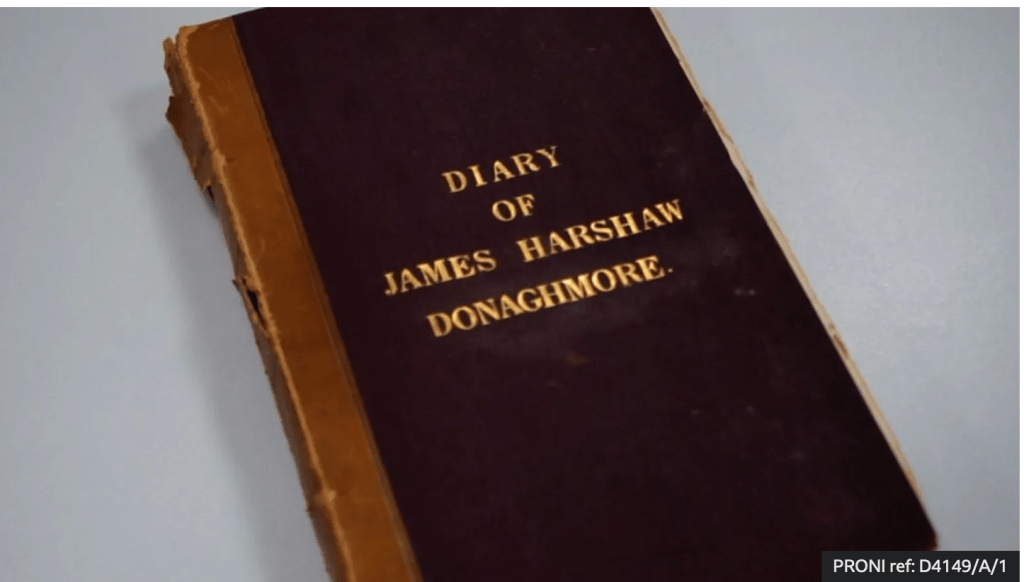 DIARY
OF
JAMES HARSHAW
DONAGHMORE.
PRONI ref: D4149/A/1